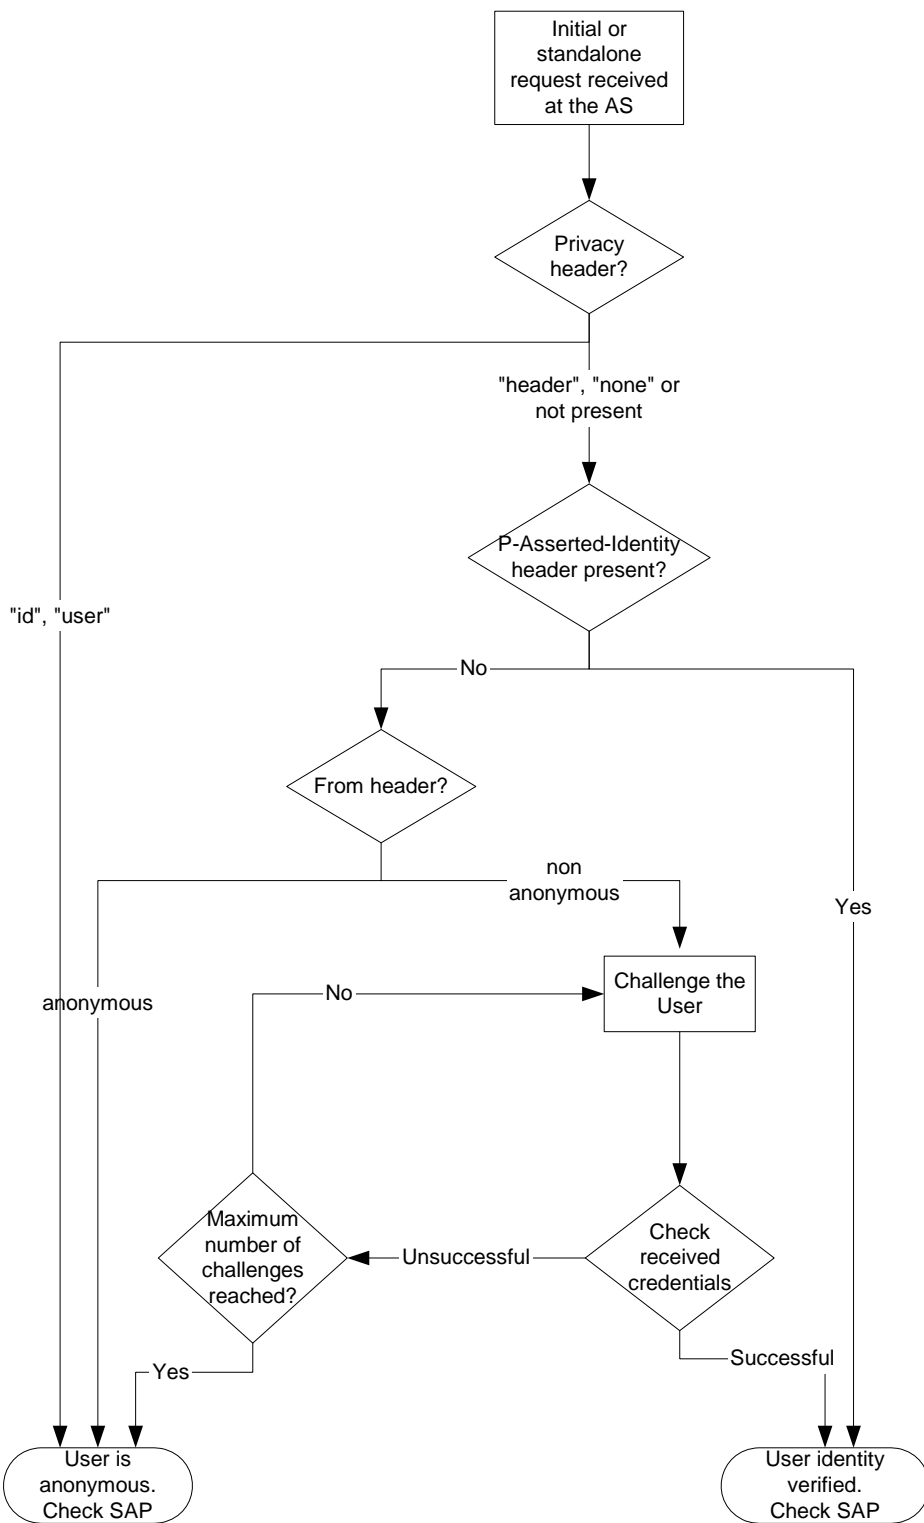 Initial or
standalone
request received
at the AS
Privacy
header?
"header", "none" or
not present
P-Asserted-Identity
header present?
"id", "user"
No
From header?
non
anonymous
Yes
Challenge the
User
No
anonymous
Maximum
number of
challenges
reached?
Unsuccessful
Check
received
credentials
Yes
Successful
User is
anonymous.
Check SAP
User identity
verified.
Check SAP